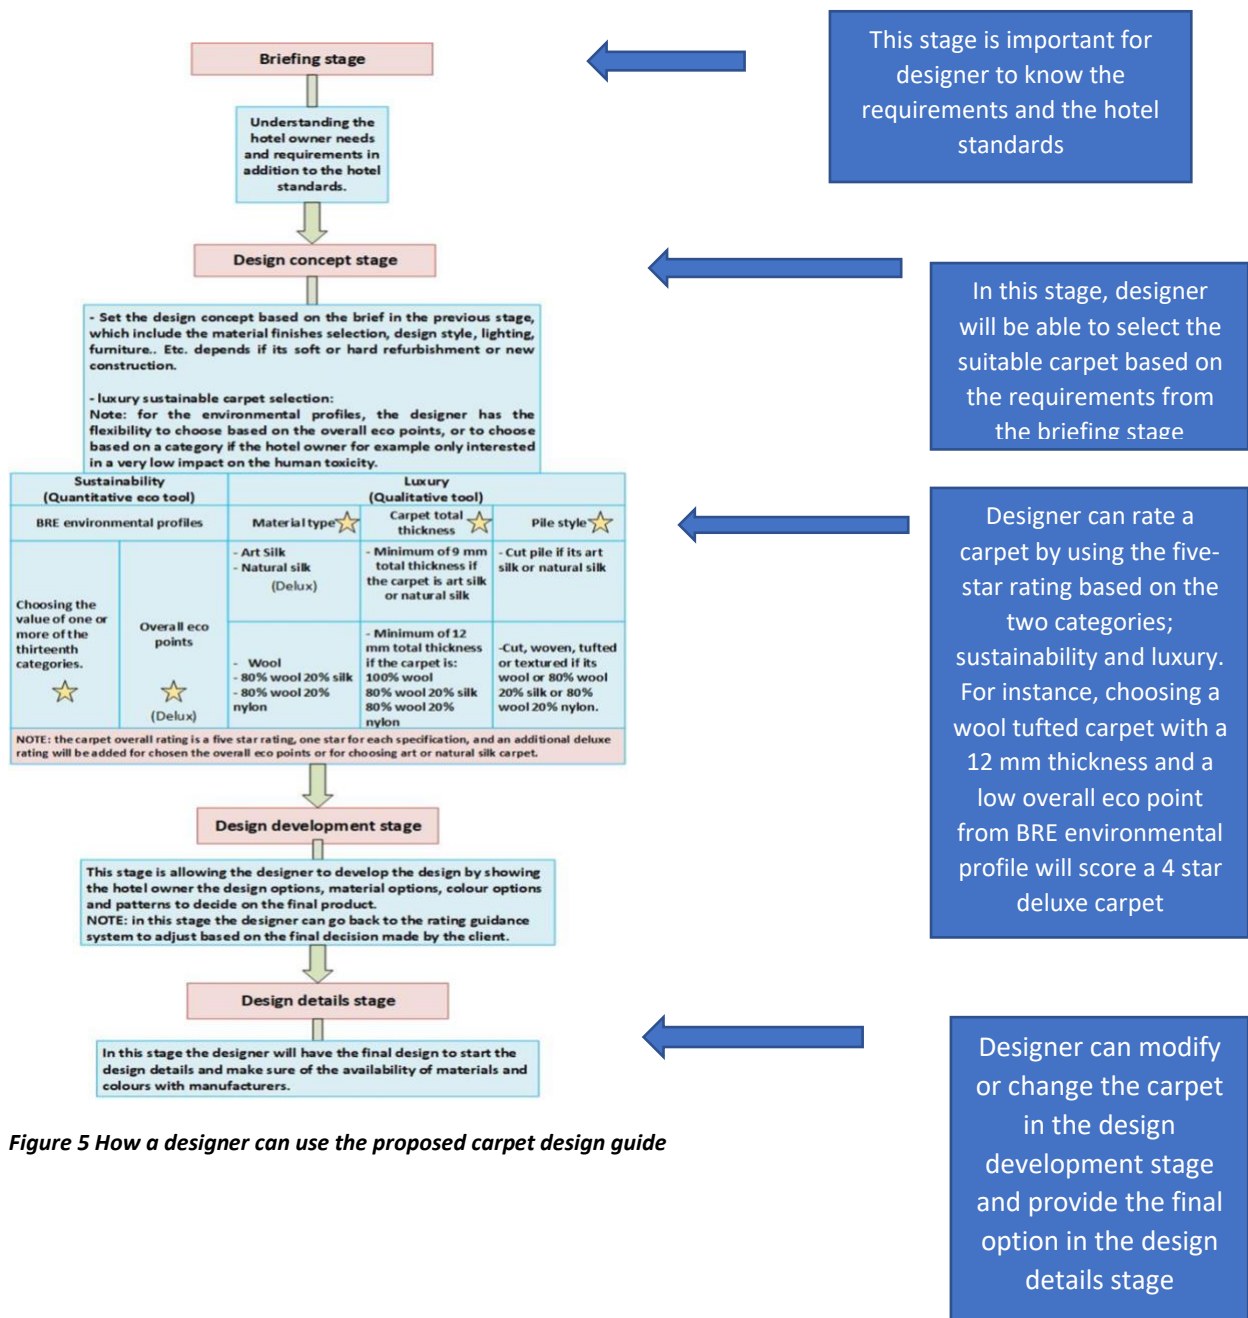 Briefing stage
Understanding the
hotel owner needs
and requirements in
addition to the hotel
standards.
This stage is important for
designer to know the
requirements and the hotel
standards
Design concept stage
- Set the design concept based on the brief in the previous stage,
which include the material finishes selection, design style, lighting,
furniture.. Etc. depends if its soft or hard refurbishment or new
construction.
- luxury sustainable carpet selection:
Note: for the environmental profiles, the designer has the
flexibility to choose based on the overall eco points, or to choose
based on a category if the hotel owner for example only interested
in a very low impact on the human toxicity.
In this stage, designer
will be able to select the
suitable carpet based on
the requirements from
the briefing stage
Sustainability
(Quantitative eco tool)
Luxury
(Qualitative tool)
BRE environmental profiles
Material type
Carpet total
thickness
Pile style
Choosing the
value of one or
more of the
thirteenth
categories.
Overall eco
points
(Delux)
- Art Silk
- Natural silk
(Delux)
- Minimum of 9 mm
total thickness if
the carpet is art silk
or natural silk
- Cut pile if its art
silk or natural silk
- Wool
- 80% wool 20% silk
- 80% wool 20%
nylon
- Minimum of 12
mm total thickness
if the carpet is:
100% wool
80% wool 20% silk
80% wool 20%
nylon
-Cut, woven, tufted
or textured if its
wool or 80% wool
20% silk or 80%
wool 20% nylon.
NOTE: the carpet overall rating is a five star rating, one star for each specification, and an additional deluxe
rating will be added for chosen the overall eco points or for choosing art or natural silk carpet.
Designer can rate a
carpet by using the five-
star rating based on the
two categories;
sustainability and luxury.
For instance, choosing a
wool tufted carpet with a
12 mm thickness and a
low overall eco point
from BRE environmental
profile will score a 4 star
deluxe carpet
Design development stage
This stage is allowing the designer to develop the design by showing
the hotel owner the design options, material options, colour options
and patterns to decide on the final product.
NOTE: in this stage the designer can go back to the rating guidance
system to adjust based on the final decision made by the client.
Design details stage
In this stage the designer will have the final design to start the
design details and make sure of the availability of materials and
colours with manufacturers.
Designer can modify
or change the carpet
in the design
development stage
and provide the final
option in the design
details stage
Figure 5 How a designer can use the proposed carpet design guide